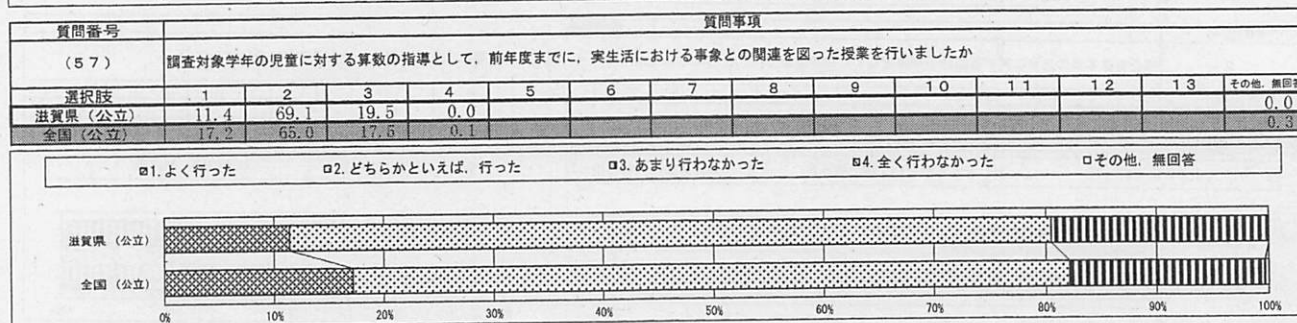 質問番号 質問事項
(57) 調査対象学年の児童に対する算数の指導として，前年度までに，実生活における事象との関連を図った授業を行いましたか
選択肢 1 2 3 4 5 6 7 8 9 10 11 12 13 その他，無回答
滋賀県（公立） 11.4 69.1 19.5 0.0 0.0
全国（公立） 17.2 65.0 17.5 0.1 0.3
1.よく行った 2.どちらかといえば，行った 3.あまり行わなかった 4.全く行わなかった その他，無回答
滋賀県（公立）
全国（公立）
0% 10% 20% 30% 40% 50% 60% 70% 80% 90% 100%